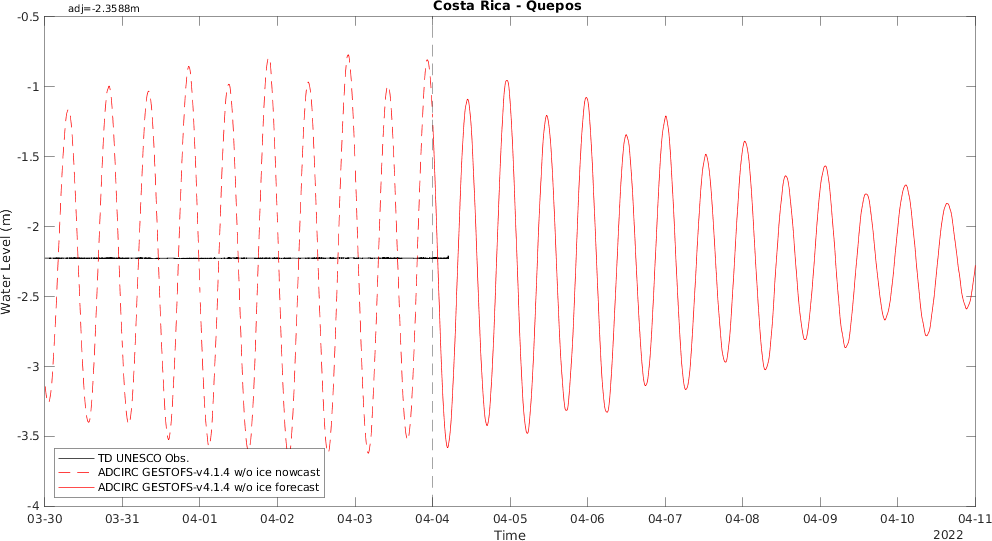 adj=-2.3588m
Costa Rica - Quepos
-0.5
-1
-1.5
-2
-2.5
-3
-3.5
-4
Water Level (m)
TD UNESCO Obs.
ADCIRC GESTOFS-v4.1.4 w/o ice nowcast
ADCIRC GESTOFS-v4.1.4 w/o ice forecast
03-30 03-31 04-01 04-02 04-03 04-04 04-05 04-06 04-07 04-08 04-09 04-10 04-11
Time
2022